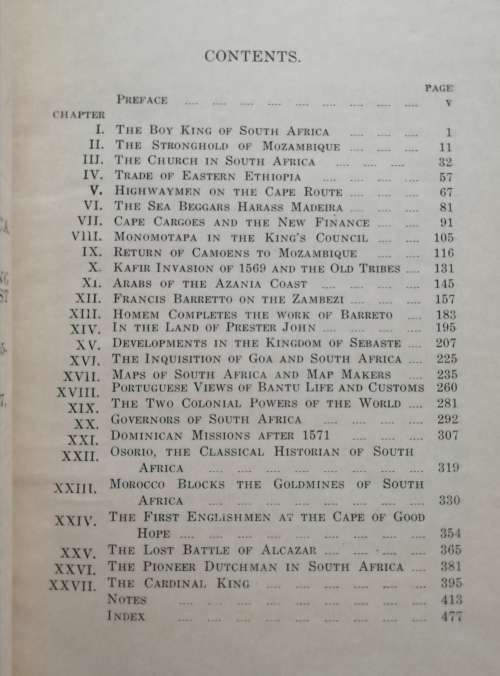 CONTENTS.
PAGE
PREFACE .... .... .... .... .... .... .... .... .... v
CHAPTER
I. THE BOY KING OF SOUTH AFRICA .... .... .... 1
II. THE STRONGHOLD OF MOZAMBIQUE .... .... .... 11
III. THE CHURCH IN SOUTH AFRICA .... .... .... 32
IV. TRADE OF EASTERN ETHIOPIA .... .... .... 57
V. HIGHWAYMEN ON THE CAPE ROUTE .... .... 67
VI. THE SEA BEGGARS HARASS MADEIRA .... .... 81
VII. CAPE CARGOES AND THE NEW FINANCE .... .... 91
VIII. MONOMOTAPA IN THE KING'S COUNCIL .... .... 105
IX. RETURN OF CAMOENS TO MOZAMBIQUE .... .... 116
X. KAFIR INVASION OF 1569 AND THE OLD TRIBES .... 131
XI. ARABS OF THE AZANIA COAST .... .... .... 145
XII. FRANCIS BARRETTO ON THE ZAMBEZI .... .... 157
XIII. HOMEM COMPLETES THE WORK OF BARRETO .... 183
XIV. IN THE LAND OF PRESTER JOHN .... .... .... 195
XV. DEVELOPMENTS IN THE KINGDOM OF SEBASTE .... 207
XVI. THE INQUISITION OF GOA AND SOUTH AFRICA .... 225
XVII. MAPS OF SOUTH AFRICA AND MAP MAKERS .... 235
XVIII. PORTUGUESE VIEWS OF BANTU LIFE AND CUSTOMS 260
XIX. THE TWO COLONIAL POWERS OF THE WORLD .... 281
XX. GOVERNORS OF SOUTH AFRICA .... .... .... 292
XXI. DOMINICAN MISSIONS AFTER 1571 .... .... .... 307
XXII. OSORIO, THE CLASSICAL HISTORIAN OF SOUTH
AFRICA .... .... .... .... .... .... .... 319
XXIII. MOROCCO BLOCKS THE GOLDMINES OF SOUTH
AFRICA .... .... .... .... .... .... .... 330
XXIV. THE FIRST ENGLISHMEN AT THE CAPE OF GOOD
HOPE .... .... .... .... .... .... .... .... 354
XXV. THE LOST BATTLE OF ALCAZAR .... .... .... 365
XXVI. THE PIONEER DUTCHMAN IN SOUTH AFRICA .... 381
XXVII. THE CARDINAL KING .... .... .... .... .... 395
NOTES .... .... .... .... .... .... .... .... 413
INDEX .... .... .... .... .... .... .... .... 477